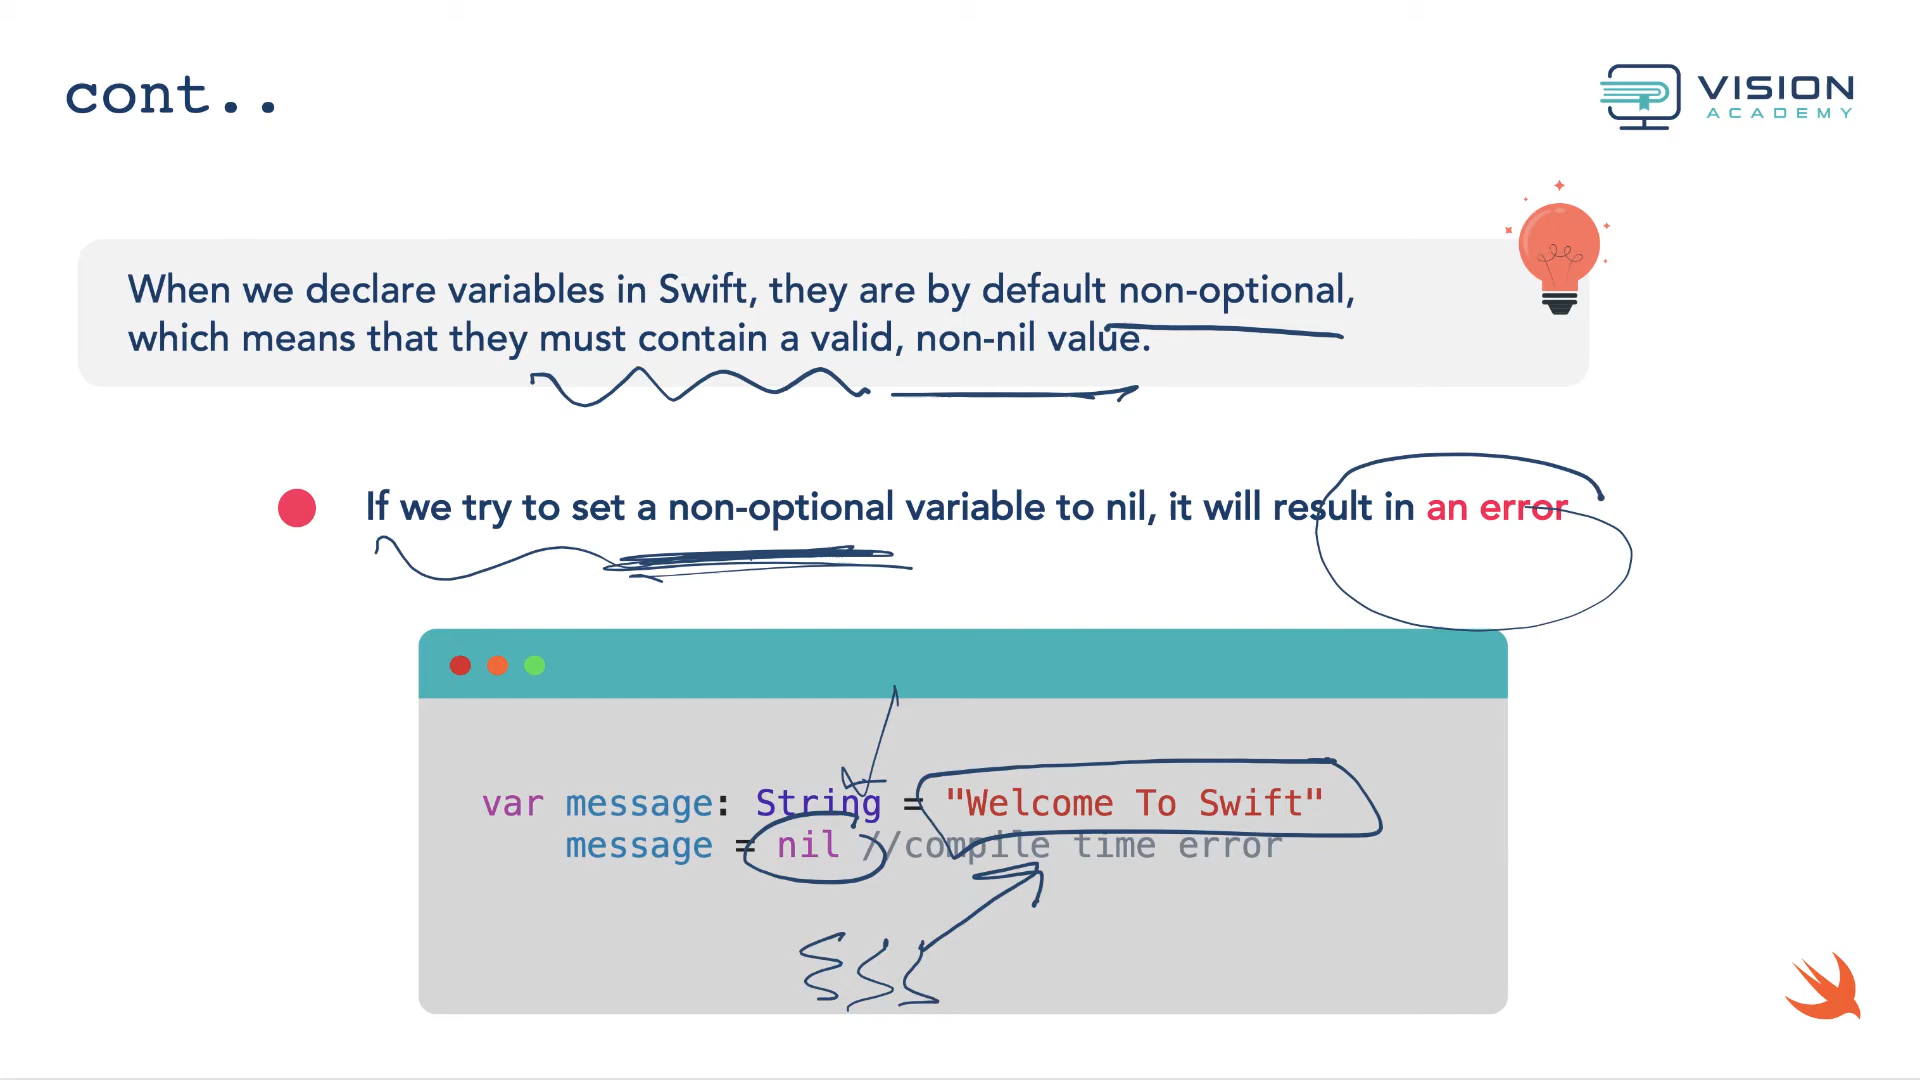 cont..
VISION
ACADEMY
When we declare variables in Swift, they are by default non-optional,
which means that they must contain a valid, non-nil value.
If we try to set a non-optional variable to nil, it will result in an error
var message: String = "Welcome To Swift"
message = nil //compile time error